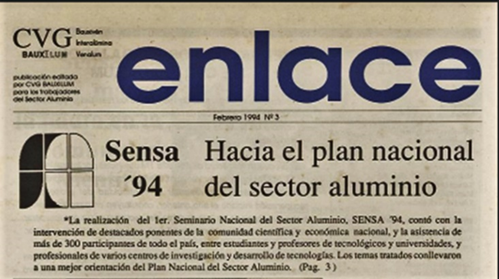 CVG
BAUXILUM
Bauxivén
Interalúmina
Venalum
publicación editada
por CVG BAUXILUM
para los trabajadores
del Sector Aluminio
enlace
Febrero 1994 Nº 3
Sensa
´94
Hacia el plan nacional
del sector aluminio
"La realización del 1er. Seminario Nacional del Sector Aluminio, SENSA '94, contó con la
intervención de destacados ponentes de la comunidad científica y económica nacional, y la asistencia de
más de 300 participantes de todo el país, entre estudiantes y profesores de tecnológicos y universidades, y
profesionales de varios centros de investigación y desarrollo de tecnologías. Los temas tratados conllevaron
a una mejor orientación del Plan Nacional del Sector Aluminio. (Pag. 3 )